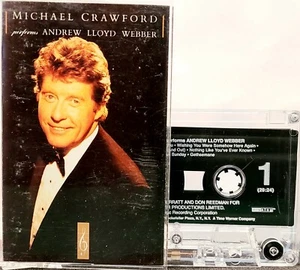 MICHAEL CRAWFORD
performs ANDREW LLOYD WEBBER
performs ANDREW LLOYD WEBBER
Wishing You Were Somehow Here Again ·
Out) · Nothing Like You've Ever Known ·
Sunday · Gethsemane
1
(29:24)
AND DON REEDMAN FOR
PRODUCTIONS LIMITED.
Recording Corporation
Plaza, N.Y., N.Y. A Time Warner Company